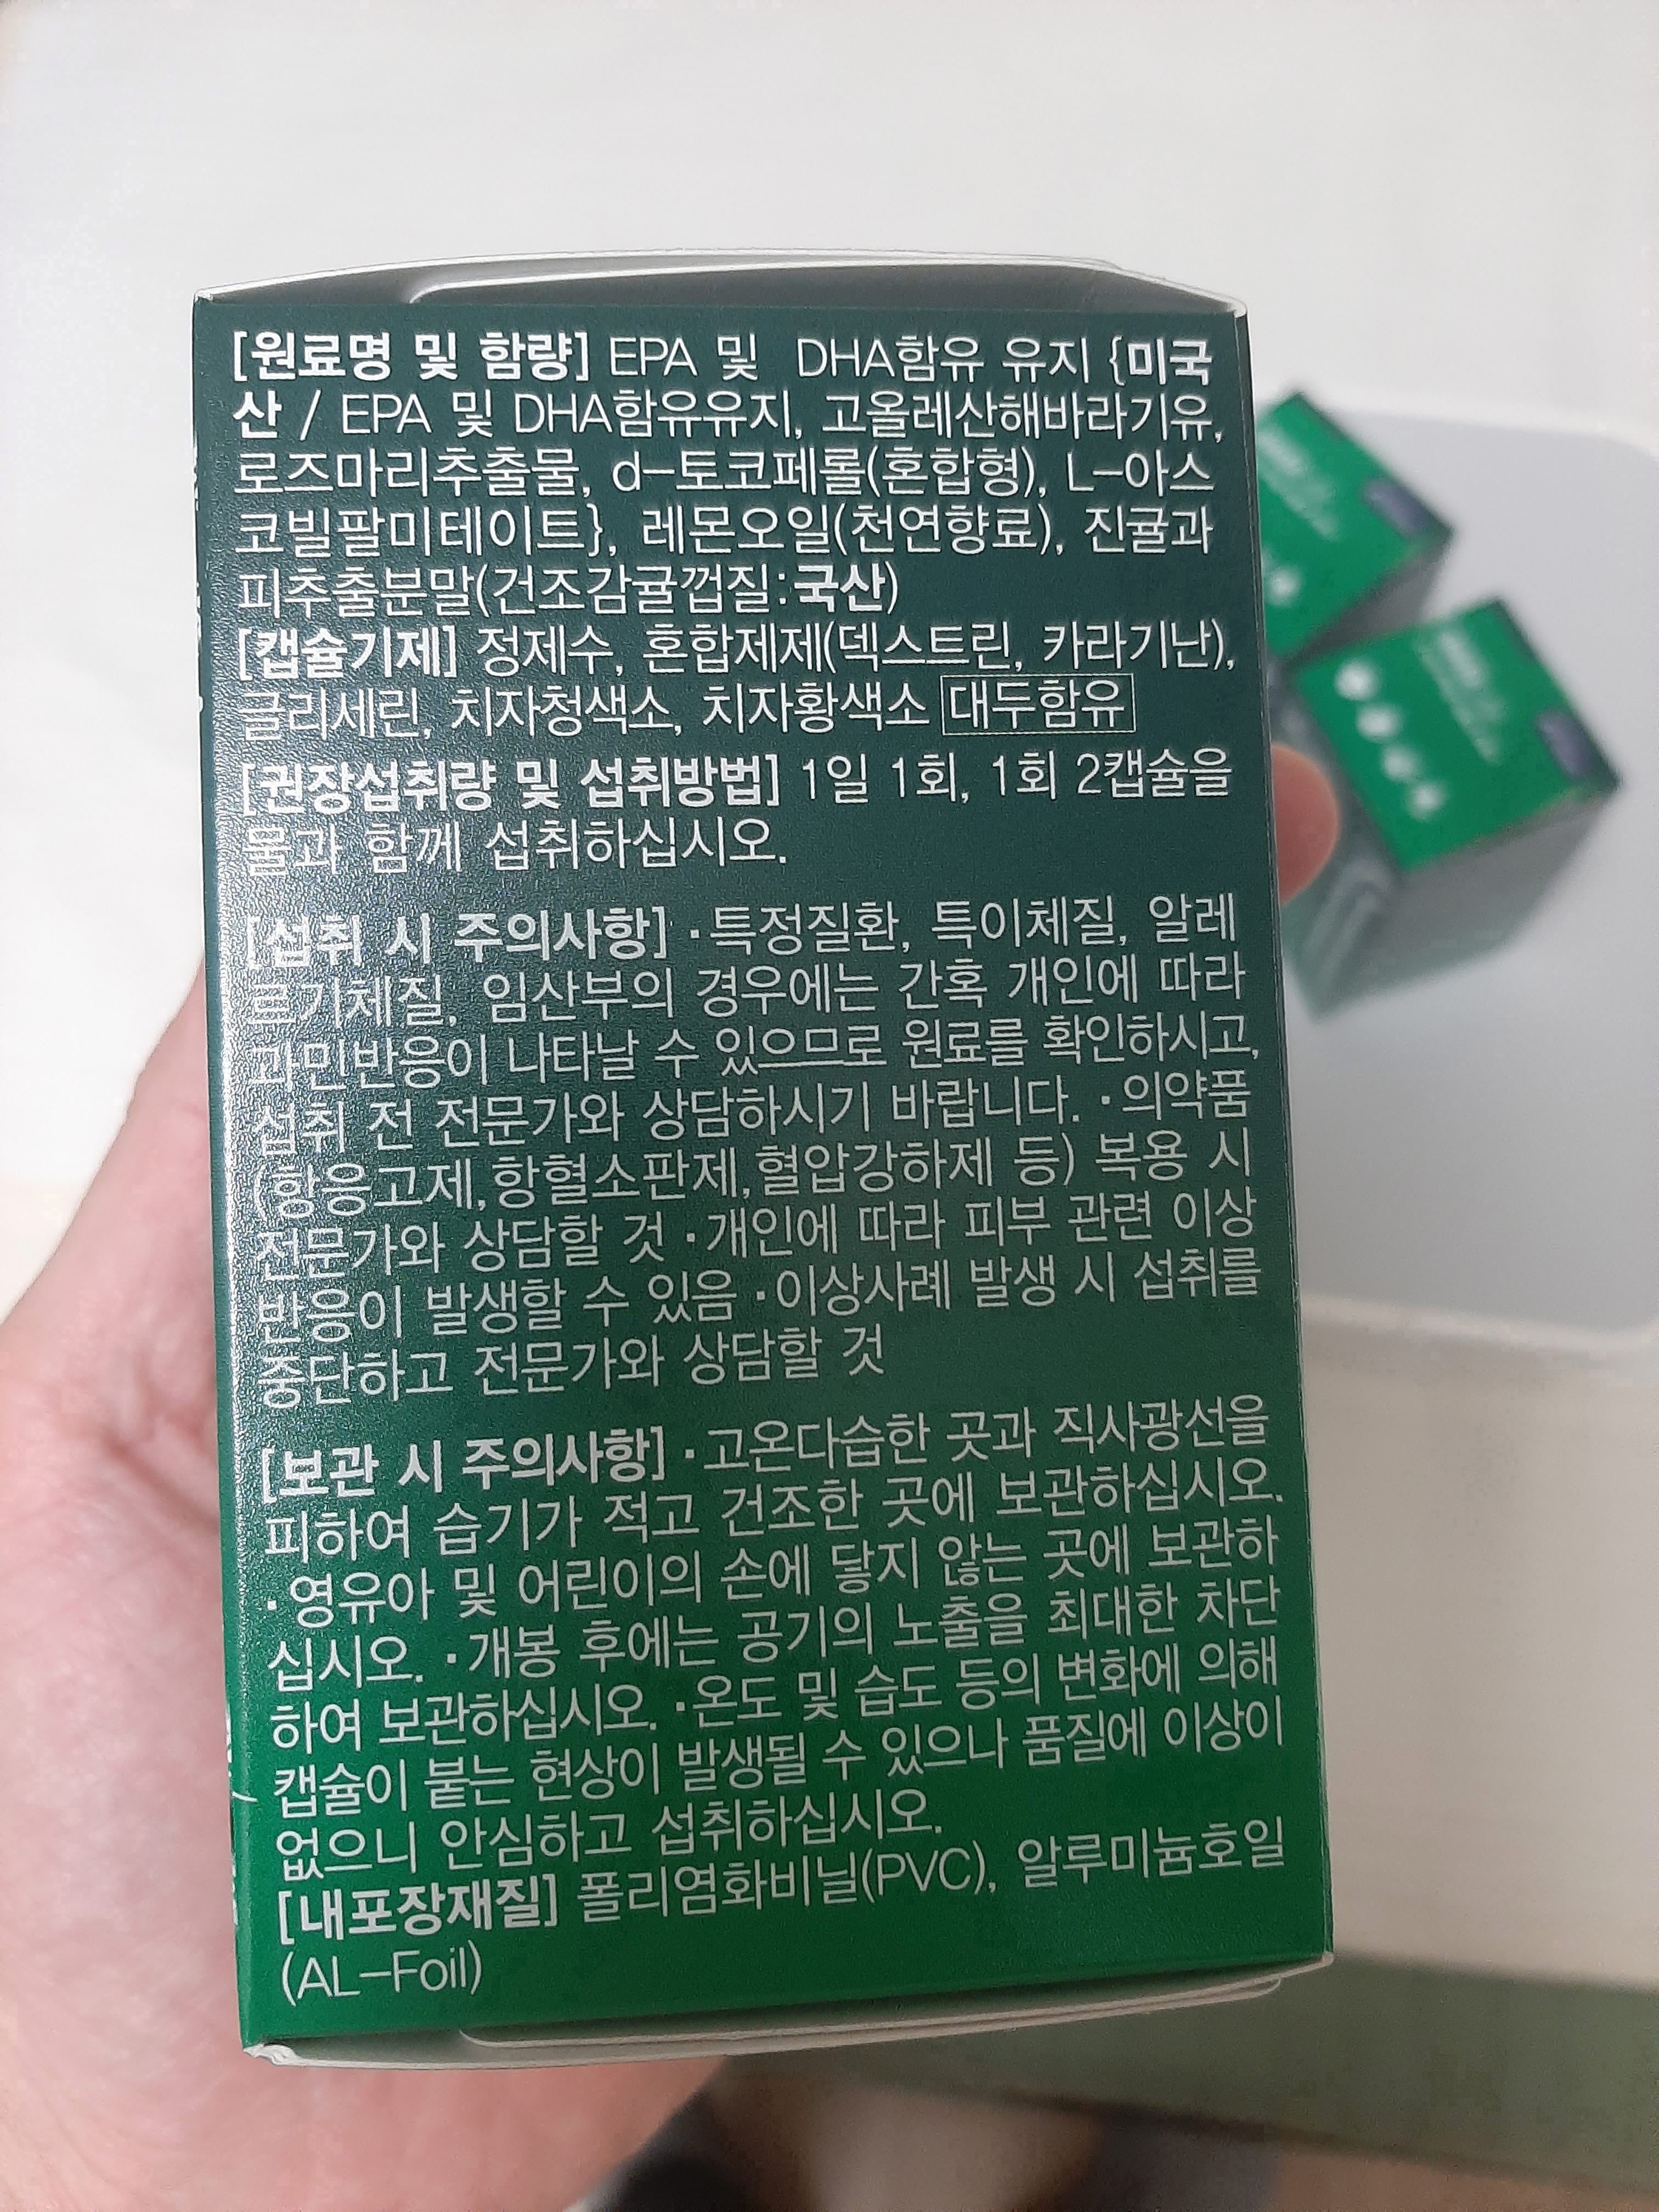 [원료명 및 함량] EPA 및 DHA함유 유지 {미국
산 / EPA 및 DHA함유유지, 고올레산해바라기유,
로즈마리추출물, d-토코페롤(혼합형), L-아스
코빌팔미테이트}, 레몬오일(천연향료), 진귤과
피추출분말(건조감귤껍질:국산)
[캡슐기제] 정제수, 혼합제제(덱스트린, 카라기난),
글리세린, 치자청색소, 치자황색소 대두함유
[권장섭취량 및 섭취방법] 1일 1회, 1회 2캡슐을
물과 함께 섭취하십시오.
[섭취 시 주의사항] ·특정질환, 특이체질, 알레
르기체질, 임산부의 경우에는 간혹 개인에 따라
과민반응이 나타날 수 있으므로 원료를 확인하시고,
섭취 전 전문가와 상담하시기 바랍니다. ·의약품
(항응고제,항혈소판제,혈압강하제 등) 복용 시
전문가와 상담할 것 ·개인에 따라 피부 관련 이상
반응이 발생할 수 있음 ·이상사례 발생 시 섭취를
중단하고 전문가와 상담할 것
[보관 시 주의사항] ·고온다습한 곳과 직사광선을
피하여 습기가 적고 건조한 곳에 보관하십시오.
·영유아 및 어린이의 손에 닿지 않는 곳에 보관하
십시오. ·개봉 후에는 공기의 노출을 최대한 차단
하여 보관하십시오. ·온도 및 습도 등의 변화에 의해
캡슐이 붙는 현상이 발생될 수 있으나 품질에 이상이
없으니 안심하고 섭취하십시오.
[내포장재질] 폴리염화비닐(PVC), 알루미늄호일
(AL-Foil)